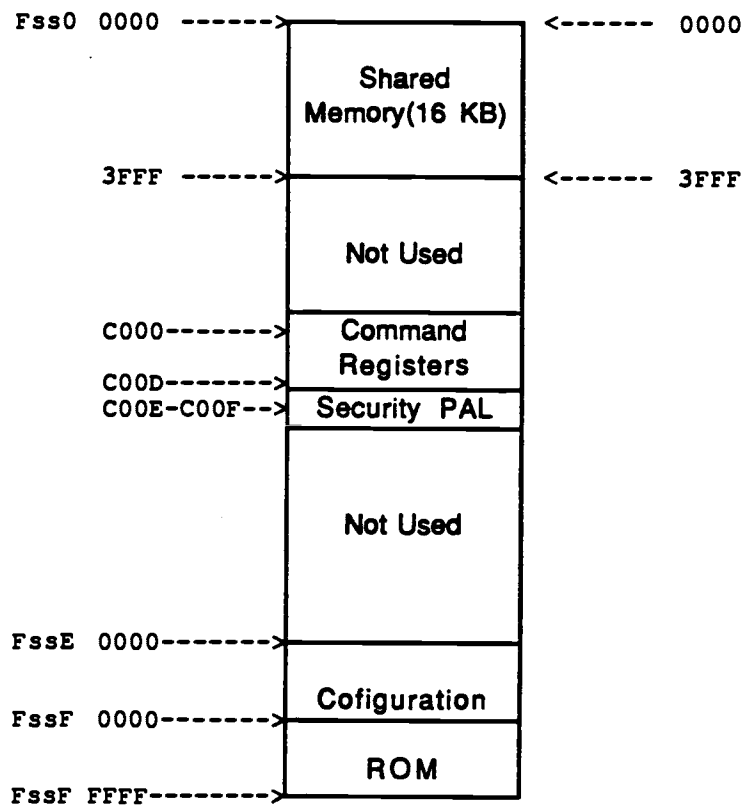 Fss0 0000 ------> <------ 0000
Shared
Memory(16 KB)
3FFF ------> <------ 3FFF
Not Used
C000-------> Command
Registers
C00D------->
C00E-C00F--> Security PAL
Not Used
FssE 0000------->
Cofiguration
FssF 0000------->
ROM
FssF FFFF------->